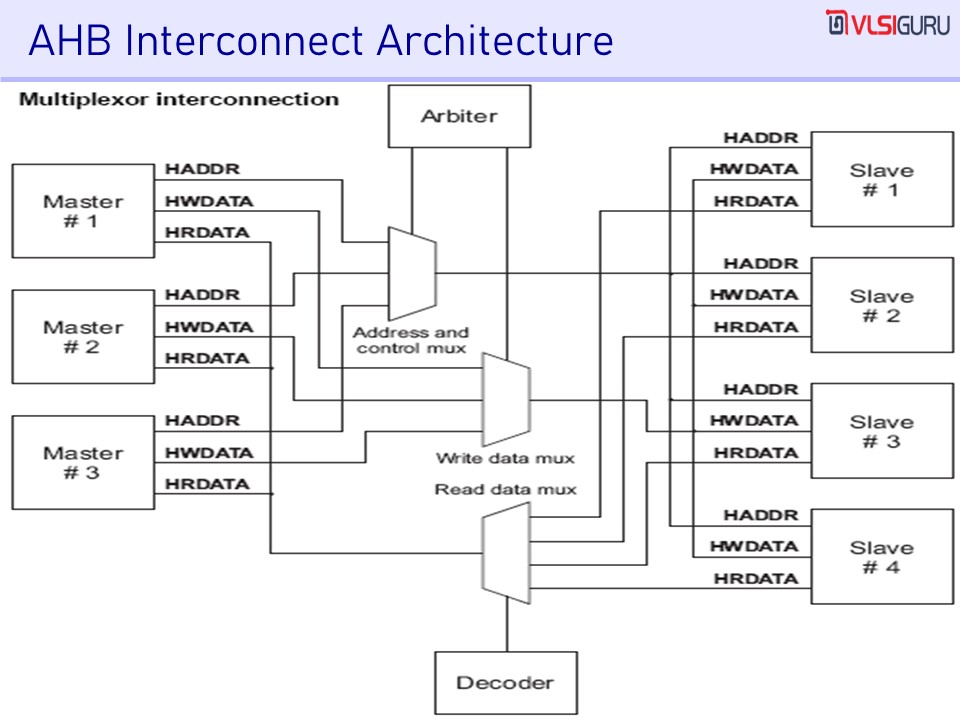 AHB Interconnect Architecture
VLSIGURU
Multiplexor interconnection
Arbiter
Master
# 1
HADDR
HWDATA
HRDATA
Master
# 2
HADDR
HWDATA
HRDATA
Master
# 3
HADDR
HWDATA
HRDATA
Address and
control mux
Write data mux
Read data mux
HADDR
HWDATA
HRDATA
Slave
# 1
HADDR
HWDATA
HRDATA
Slave
# 2
HADDR
HWDATA
HRDATA
Slave
# 3
HADDR
HWDATA
HRDATA
Slave
# 4
Decoder